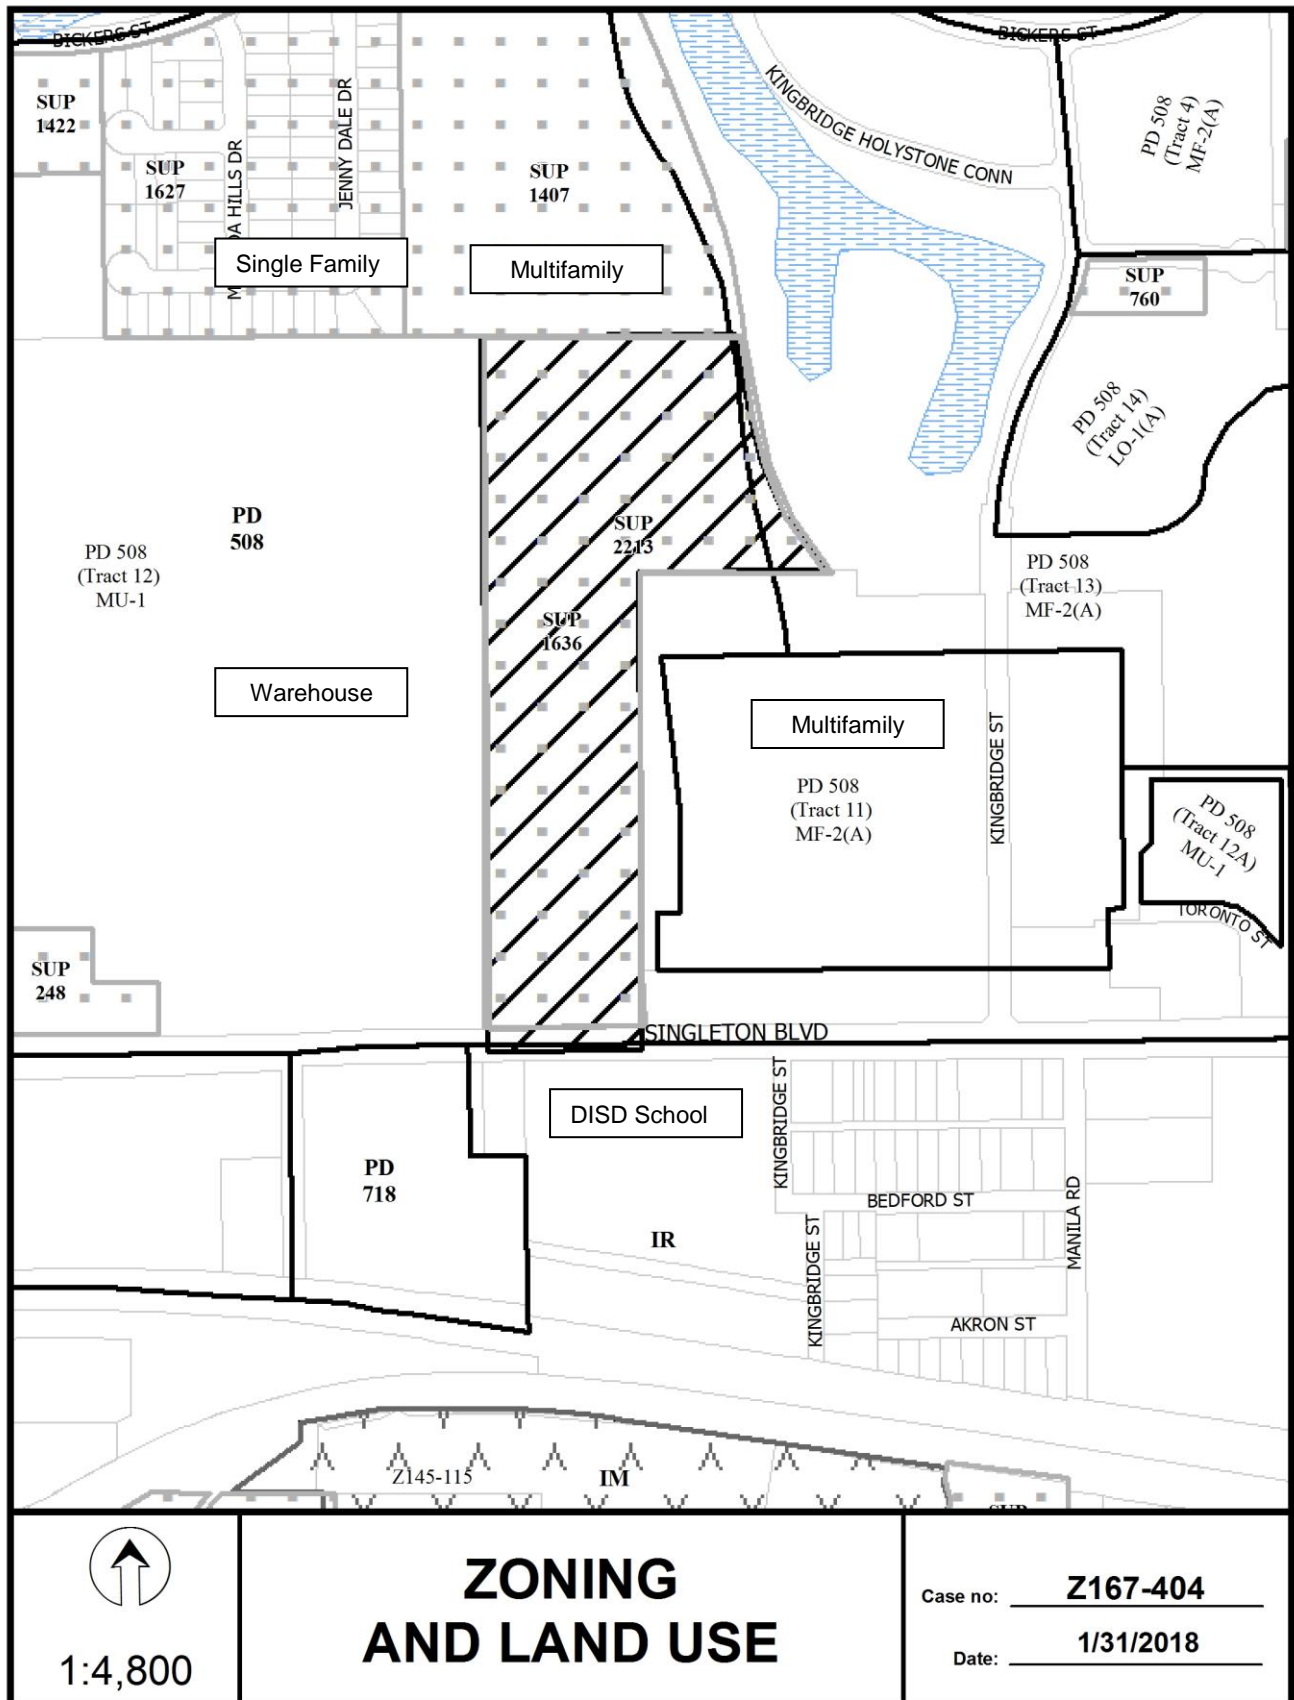 BICKERS ST
BICKERS ST
SUP
1422
SUP
1627
JENNY DALE DR
HILLS DR
SUP
1407
KINGBRIDGE HOLYSTONE CONN
PD 508
(Tract 4)
MF-2(A)
Single Family
Multifamily
SUP
760
PD 508
(Tract 14)
LO-1(A)
PD
508
PD 508
(Tract 12)
MU-1
SUP
2213
PD 508
(Tract 13)
MF-2(A)
SUP
1636
Warehouse
Multifamily
KINGBRIDGE ST
PD 508
(Tract 11)
MF-2(A)
PD 508
(Tract 12A)
MU-1
TORONTO ST
SUP
248
SINGLETON BLVD
DISD School
KINGBRIDGE ST
PD
718
BEDFORD ST
MANILA RD
IR
KINGBRIDGE ST
AKRON ST
Z145-115
IM
SUP
1:4,800
ZONING
AND LAND USE
Case no: Z167-404
Date: 1/31/2018